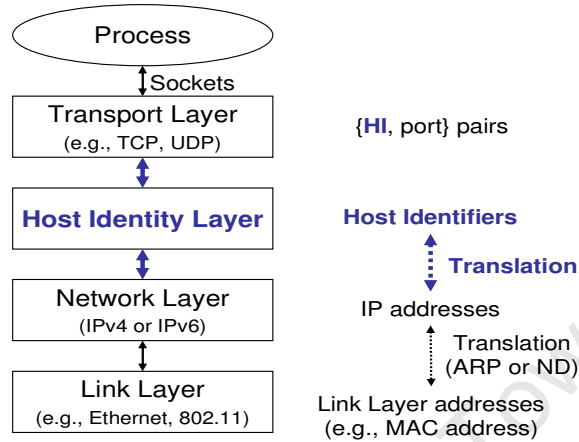 Process
Sockets
Transport Layer
(e.g., TCP, UDP)
{HI, port} pairs
Host Identity Layer
Host Identifiers
Translation
Network Layer
(IPv4 or IPv6)
IP addresses
Translation
(ARP or ND)
Link Layer
(e.g., Ethernet, 802.11)
Link Layer addresses
(e.g., MAC address)